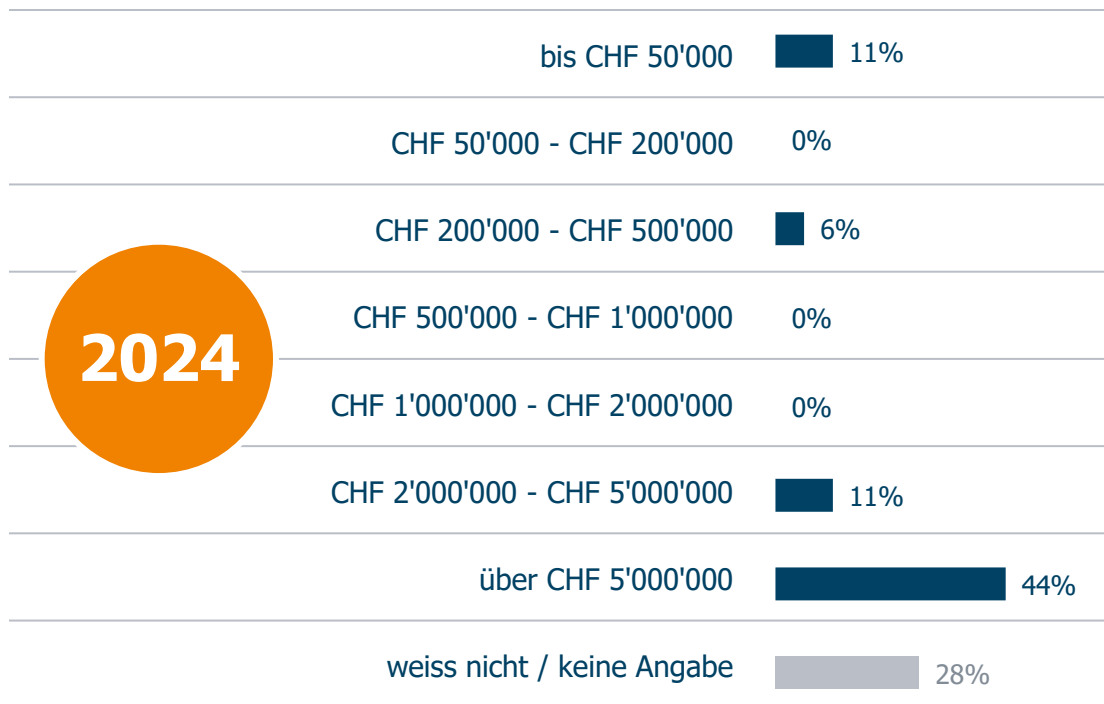 bis CHF 50'000 11%
CHF 50'000 - CHF 200'000 0%
CHF 200'000 - CHF 500'000 6%
CHF 500'000 - CHF 1'000'000 0%
2024
CHF 1'000'000 - CHF 2'000'000 0%
CHF 2'000'000 - CHF 5'000'000 11%
über CHF 5'000'000 44%
weiss nicht / keine Angabe 28%